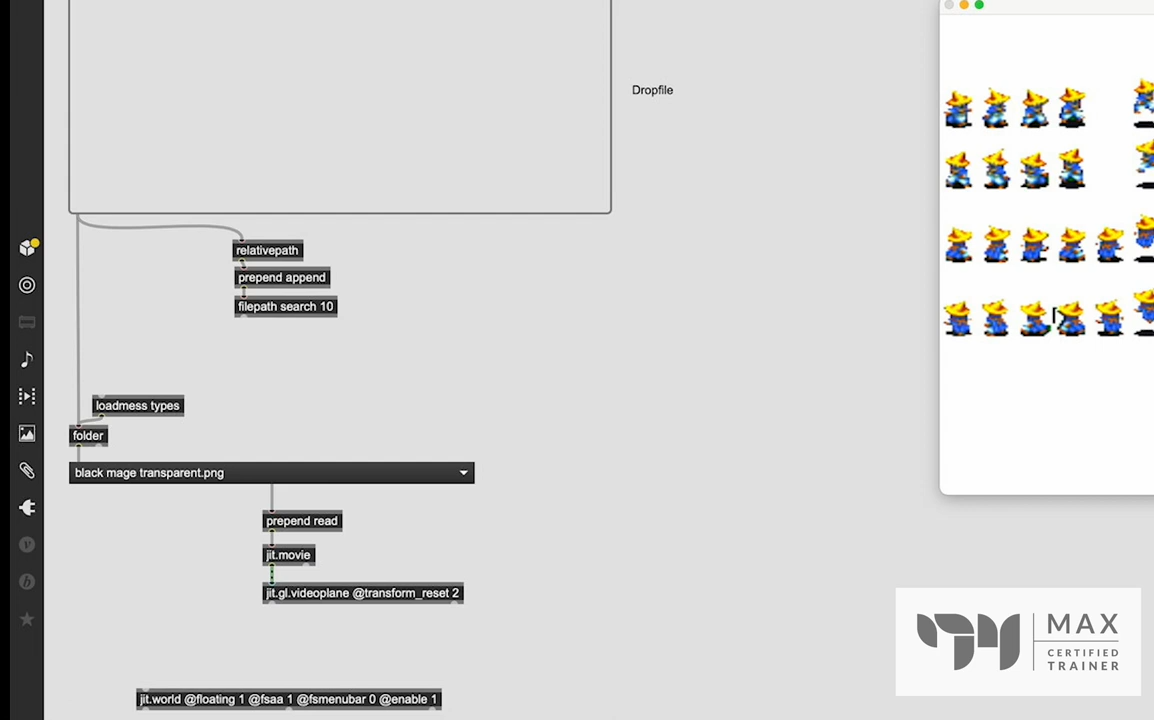 Dropfile
relativepath
prepend append
filepath search 10
loadmess types
folder
black mage transparent.png
prepend read
jit.movie
jit.gl.videoplane @transform_reset 2
jit.world @floating 1 @fsaa 1 @fsmenubar 0 @enable 1
MAX
CERTIFIED
TRAINER